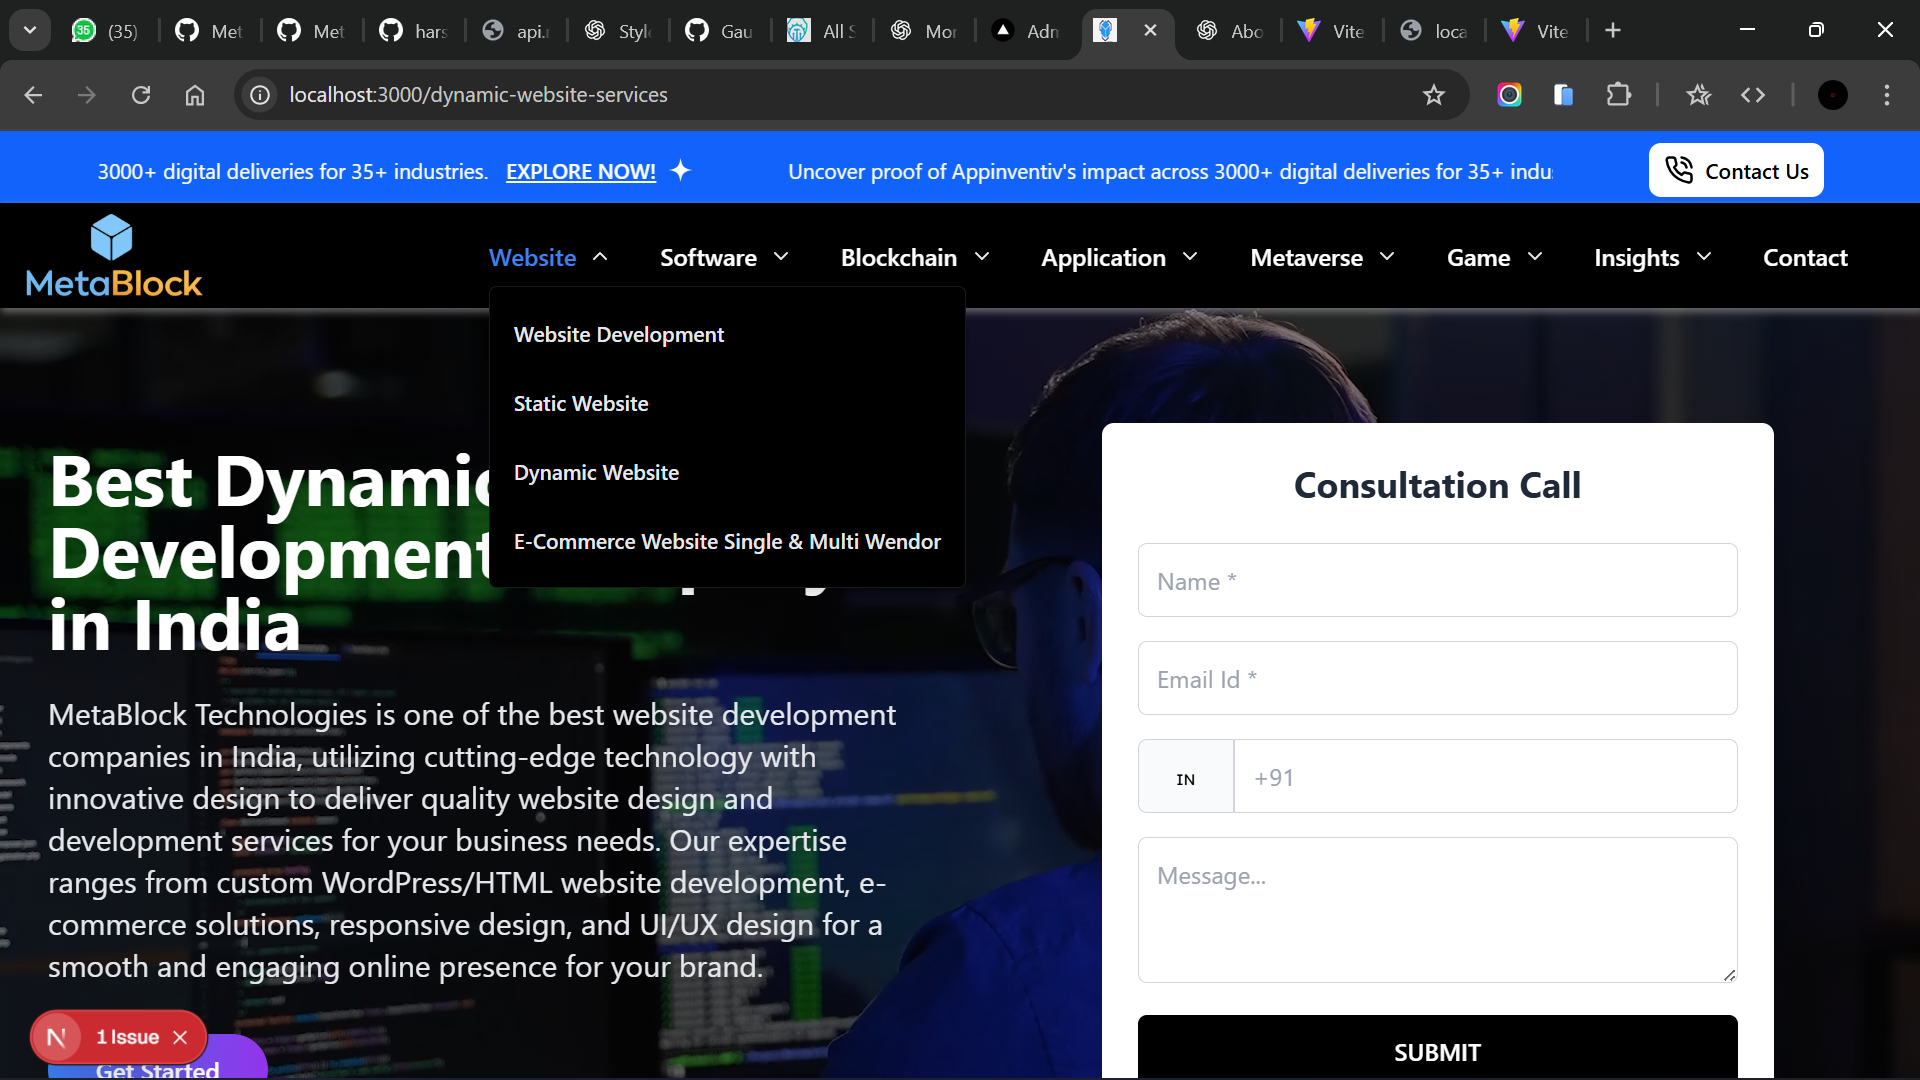 35
(35)
Met
Met
hars
api.r
Style
Gau
All S
Mor
Adm
Abo
Vite
loca
Vite
localhost:3000/dynamic-website-services
3000+ digital deliveries for 35+ industries. EXPLORE NOW!
Uncover proof of Appinventiv's impact across 3000+ digital deliveries for 35+ indu
Contact Us
MetaBlock
Website
Software
Blockchain
Application
Metaverse
Game
Insights
Contact
Website Development
Static Website
Dynamic Website
E-Commerce Website Single & Multi Wendor
Best Dynamic
Development
in India
MetaBlock Technologies is one of the best website development
companies in India, utilizing cutting-edge technology with
innovative design to deliver quality website design and
development services for your business needs. Our expertise
ranges from custom WordPress/HTML website development, e-
commerce solutions, responsive design, and UI/UX design for a
smooth and engaging online presence for your brand.
N 1 Issue
Get Started
Consultation Call
Name *
Email Id *
IN +91
Message...
SUBMIT